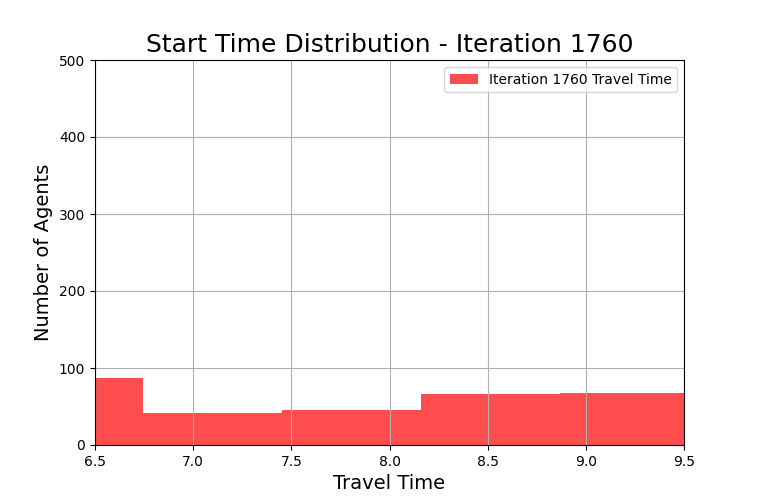 Start Time Distribution - Iteration 1760
Iteration 1760 Travel Time
Number of Agents
500
400
300
200
100
0
6.5 7.0 7.5 8.0 8.5 9.0 9.5
Travel Time